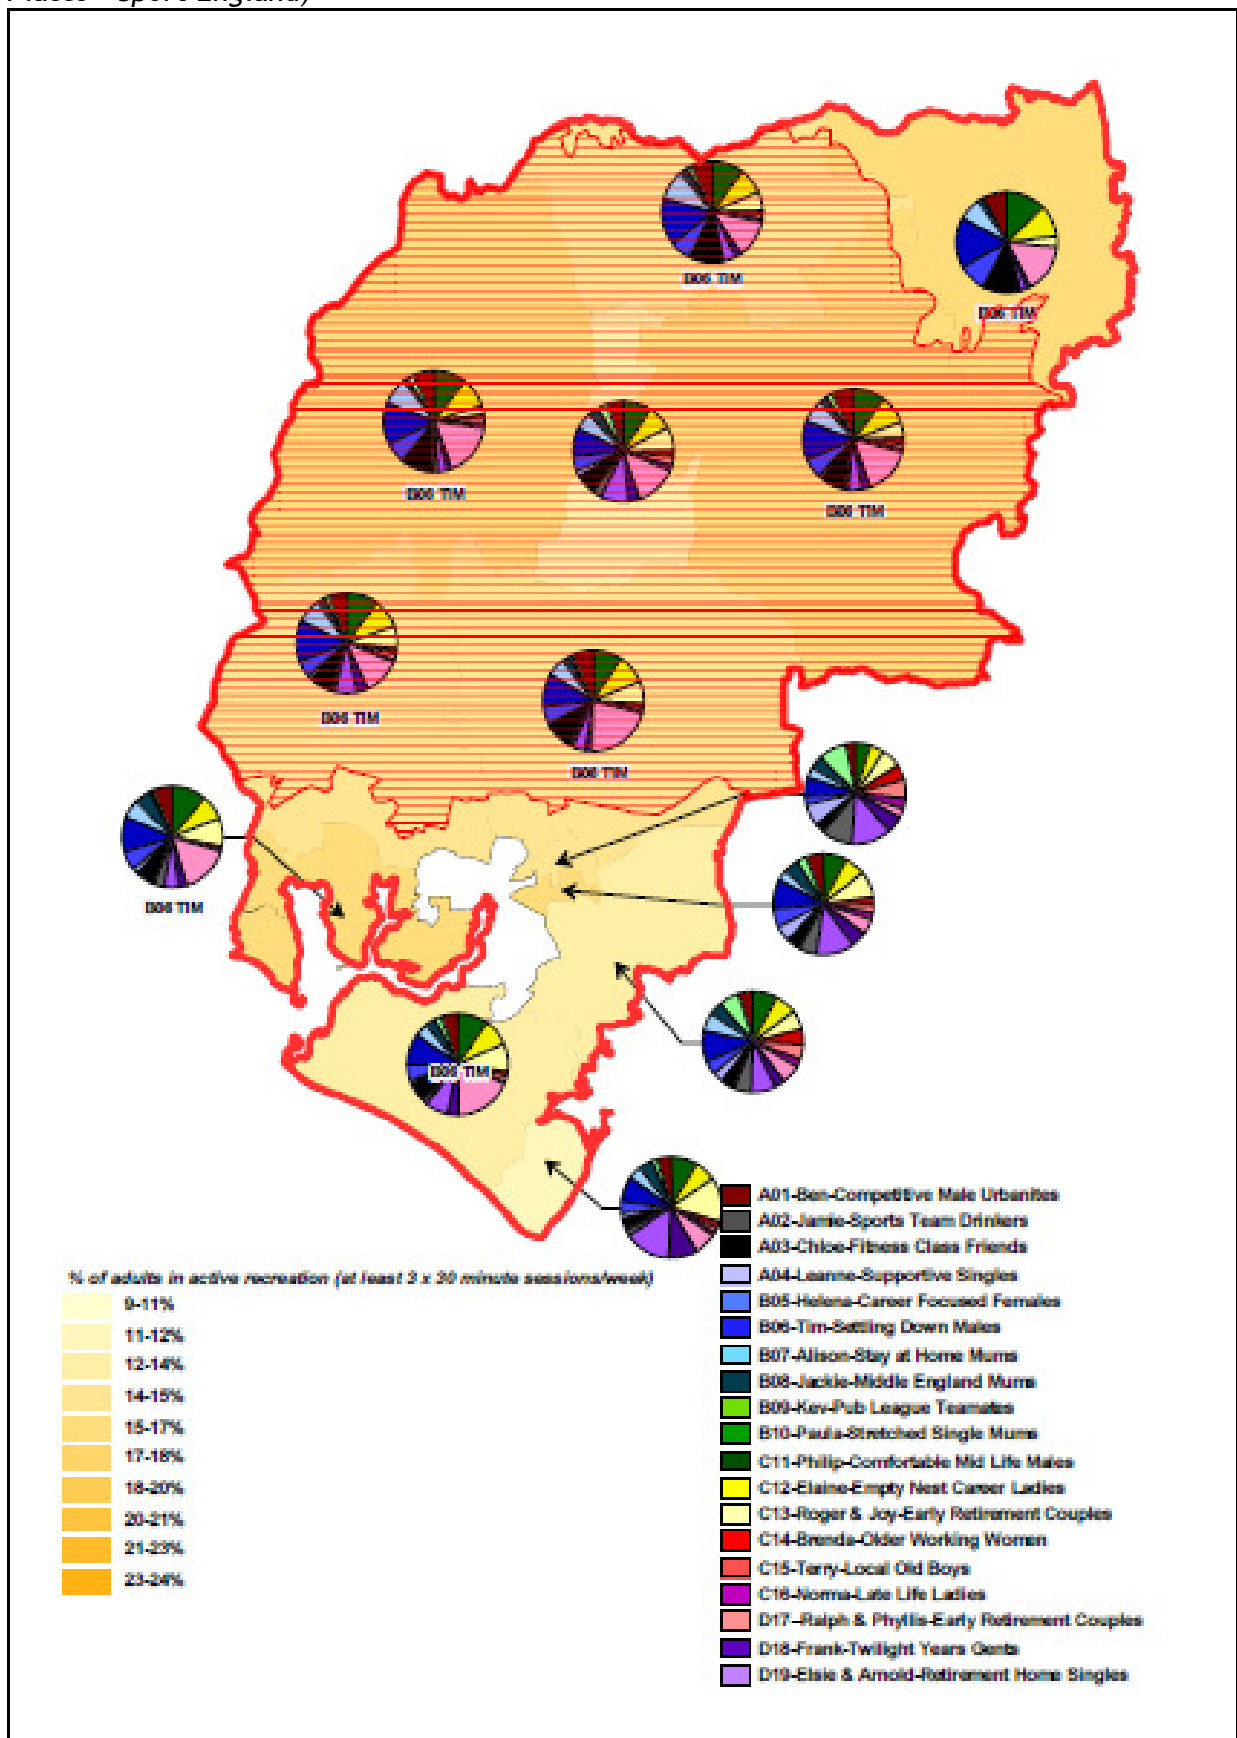 B06 TIM
B06 TIM
B06 TIM
B06 TIM
B06 TIM
B06 TIM
B06 TIM
B06 TIM
% of adults in active recreation (at least 3 x 30 minute sessions/week)
9-11%
11-12%
12-14%
14-15%
15-17%
17-18%
18-20%
20-21%
21-23%
23-24%
A01-Ben-Competitive Male Urbanites
A02-Jamie-Sports Team Drinkers
A03-Chloe-Fitness Class Friends
A04-Leanne-Supportive Singles
B05-Helena-Career Focused Females
B06-Tim-Settling Down Males
B07-Alison-Stay at Home Mums
B08-Jackie-Middle England Mums
B09-Kev-Pub League Teamates
B10-Paula-Stretched Single Mums
C11-Philip-Comfortable Mid Life Males
C12-Elaine-Empty Nest Career Ladies
C13-Roger & Joy-Early Retirement Couples
C14-Brenda-Older Working Women
C15-Terry-Local Old Boys
C16-Norma-Late Life Ladies
D17-Ralph & Phyllis-Early Retirement Couples
D18-Frank-Twilight Years Gents
D19-Elsie & Arnold-Retirement Home Singles